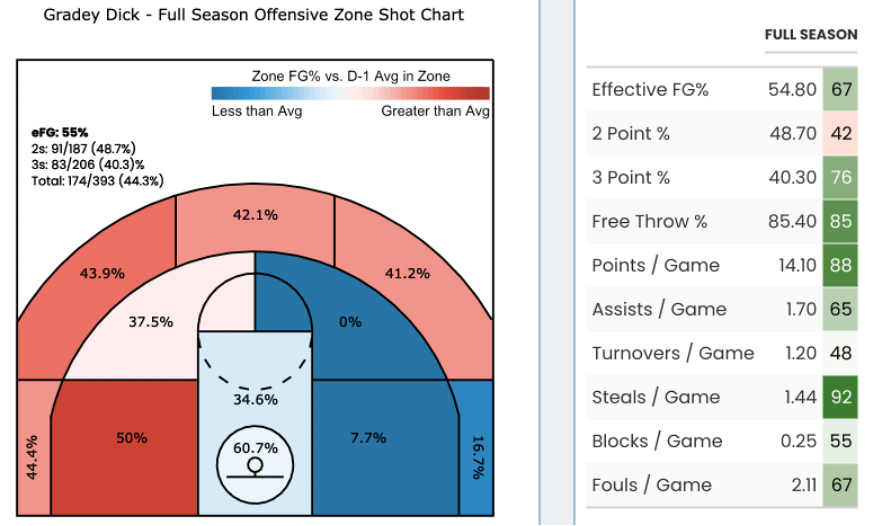 Gradey Dick - Full Season Offensive Zone Shot Chart
Zone FG% vs. D-1 Avg in Zone
Less than Avg
Greater than Avg
eFG: 55%
2s: 91/187 (48.7%)
3s: 83/206 (40.3)%
Total: 174/393 (44.3%)
42.1%
43.9%
41.2%
37.5%
0%
34.6%
44.4%
50%
60.7%
7.7%
16.7%
FULL SEASON
Effective FG% 54.80 67
2 Point % 48.70 42
3 Point % 40.30 76
Free Throw % 85.40 85
Points / Game 14.10 88
Assists / Game 1.70 65
Turnovers / Game 1.20 48
Steals / Game 1.44 92
Blocks / Game 0.25 55
Fouls / Game 2.11 67